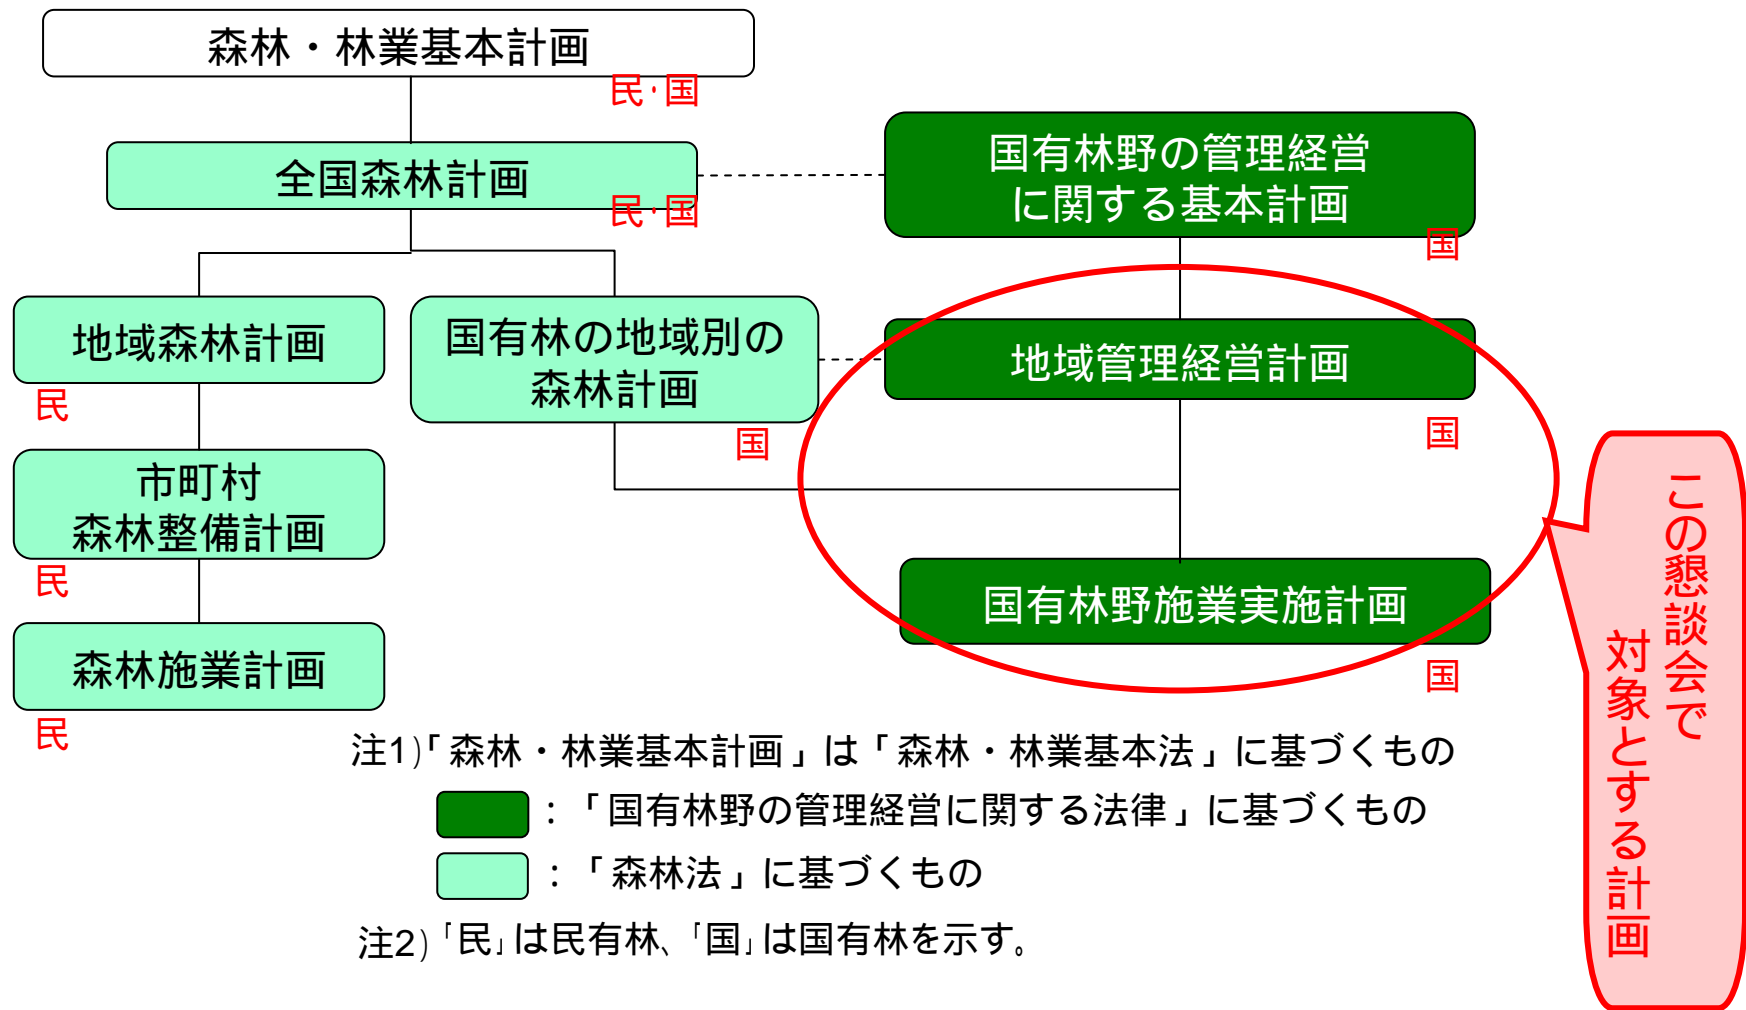 森林・林業基本計画
民・国
全国森林計画
民・国
国有林野の管理経営
に関する基本計画
国
地域森林計画
民
国有林の地域別の
森林計画
国
地域管理経営計画
国
市町村
森林整備計画
民
国有林野施業実施計画
国
森林施業計画
民
この懇談会で
対象とする計画
注1)「森林・林業基本計画」は「森林・林業基本法」に基づくもの
：「国有林野の管理経営に関する法律」に基づくもの
：「森林法」に基づくもの
注2)「民」は民有林、「国」は国有林を示す。